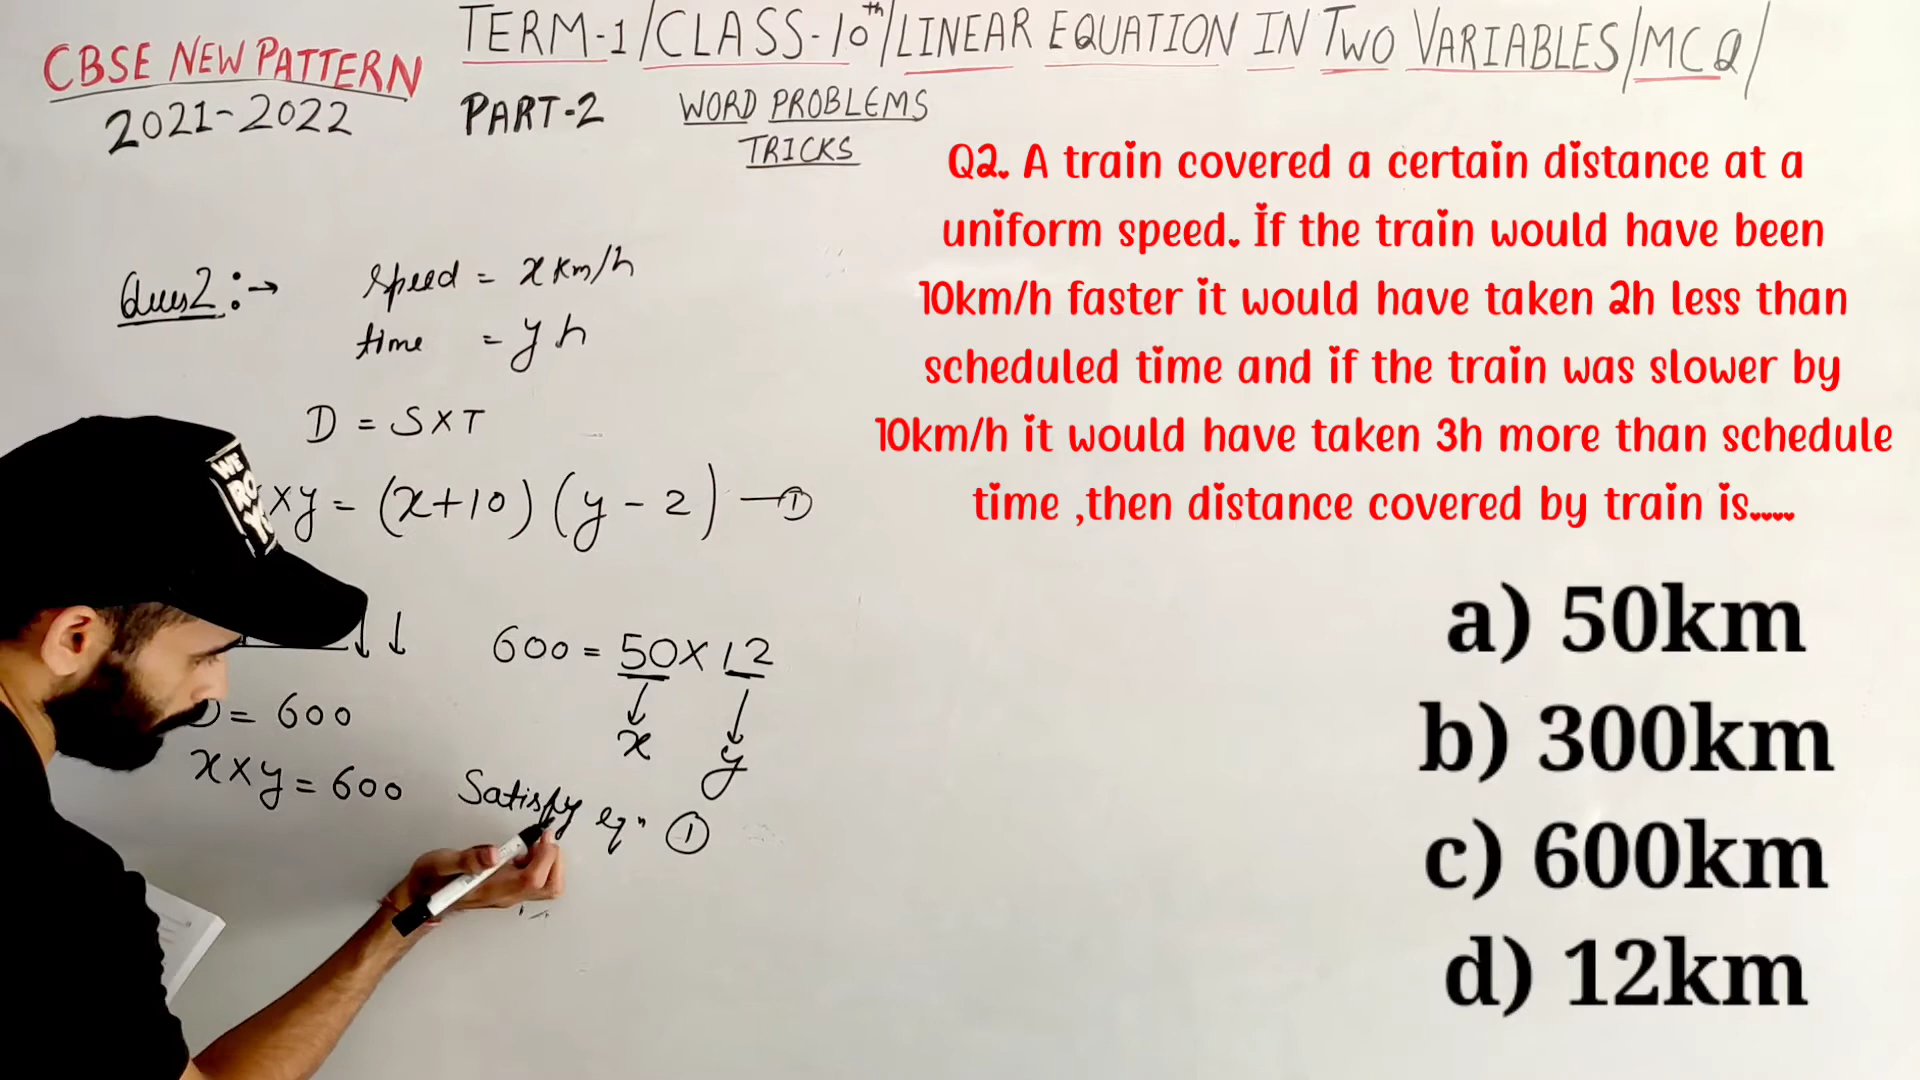 CBSE NEW PATTERN
2021-2022
TERM-1/CLASS-10th/LINEAR EQUATION IN TWO VARIABLES/MCQ/
PART-2
WORD PROBLEMS
TRICKS
Q2. A train covered a certain distance at a
uniform speed. If the train would have been
10km/h faster it would have taken 2h less than
scheduled time and if the train was slower by
10km/h it would have taken 3h more than schedule
time ,then distance covered by train is.....
a) 50km
b) 300km
c) 600km
d) 12km
Ques2:→ speed = x km/h
time = y h
D = S×T
×y = (x+10) (y-2) —①
600 = 50×12
↓ ↓
x y
D = 600
x×y = 600
Satisfy eqn ①
WE
RO
YO